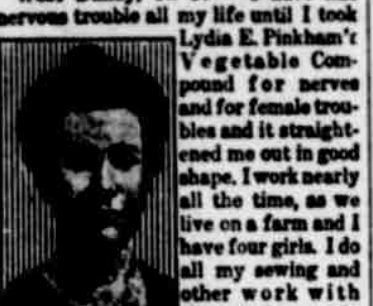 nervous trouble all my life until I took
Lydia E. Pinkham's
Vegetable Com-
pound for nerves
and for female trou-
bles and it straight-
ened me out in good
shape. I work nearly
all the time, as we
live on a farm and I
have four girls. I do
all my sewing and
other work with